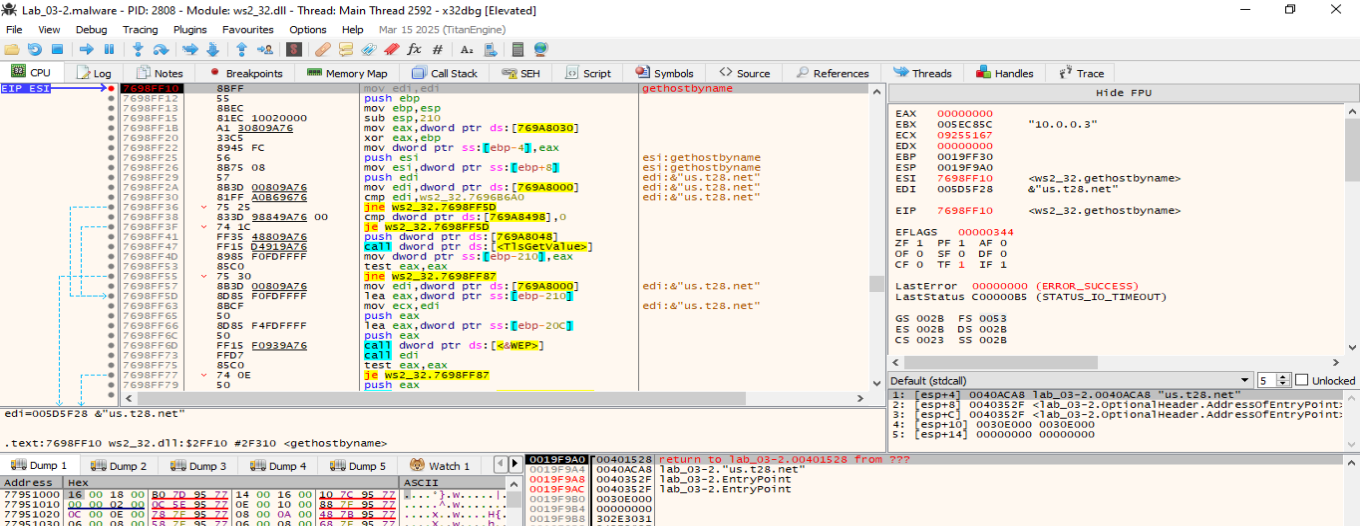 Lab_03-2.malware - PID: 2808 - Module: ws2_32.dll - Thread: Main Thread 2592 - x32dbg [Elevated]
File View Debug Tracing Plugins Favourites Options Help Mar 15 2025 (TitanEngine)
CPU Log Notes Breakpoints Memory Map Call Stack SEH Script Symbols Source References Threads Handles Trace
EIP ESI 7698FF10 8BFF mov edi,edi gethostbyname
7698FF12 55 push ebp
7698FF13 8BEC mov ebp,esp
7698FF15 81EC 10020000 sub esp,210
7698FF1B A1 30809A76 mov eax,dword ptr ds:[769A8030]
7698FF20 33C5 xor eax,ebp
7698FF22 8945 FC mov dword ptr ss:[ebp-4],eax
7698FF25 56 push esi esi:gethostbyname
7698FF26 8B75 08 mov esi,dword ptr ss:[ebp+8] esi:gethostbyname
7698FF29 57 push edi edi:&"us.t28.net"
7698FF2A 8B3D 00809A76 mov edi,dword ptr ds:[769A8000] edi:&"us.t28.net"
7698FF30 81FF A0B69676 cmp edi,ws2_32.7696B6A0 edi:&"us.t28.net"
7698FF36 75 25 jne ws2_32.7698FF5D
7698FF38 833D 98849A76 00 cmp dword ptr ds:[769A8498],0
7698FF3F 74 1C je ws2_32.7698FF5D
7698FF41 FF35 48809A76 push dword ptr ds:[769A8048]
7698FF47 FF15 D4919A76 call dword ptr ds:[<TlsGetValue>]
7698FF4D 8985 F0FDFFFF mov dword ptr ss:[ebp-210],eax
7698FF53 85C0 test eax,eax
7698FF55 75 30 jne ws2_32.7698FF87
7698FF57 8B3D 00809A76 mov edi,dword ptr ds:[769A8000] edi:&"us.t28.net"
7698FF5D 8D85 F0FDFFFF lea eax,dword ptr ss:[ebp-210]
7698FF63 8BCF mov ecx,edi edi:&"us.t28.net"
7698FF65 50 push eax
7698FF66 8D85 F4FDFFFF lea eax,dword ptr ss:[ebp-20C]
7698FF6C 50 push eax
7698FF6D FF15 F0939A76 call dword ptr ds:[<&WEP>]
7698FF73 FFD7 call edi
7698FF75 85C0 test eax,eax
7698FF77 74 0E je ws2_32.7698FF87
7698FF79 50 push eax
Hide FPU
EAX 00000000
EBX 005EC85C "10.0.0.3"
ECX 09255167
EDX 00000000
EBP 0019FF30
ESP 0019F9A0
ESI 7698FF10 <ws2_32.gethostbyname>
EDI 005D5F28 &"us.t28.net"
EIP 7698FF10 <ws2_32.gethostbyname>
EFLAGS 00000344
ZF 1 PF 1 AF 0
OF 0 SF 0 DF 0
CF 0 TF 1 IF 1
LastError 00000000 (ERROR_SUCCESS)
LastStatus C00000B5 (STATUS_IO_TIMEOUT)
GS 002B FS 0053
ES 002B DS 002B
CS 0023 SS 002B
Default (stdcall) 5 Unlocked
1: [esp+4] 0040ACA8 lab_03-2.0040ACA8 "us.t28.net"
2: [esp+8] 0040352F <lab_03-2.OptionalHeader.AddressOfEntryPoint>
3: [esp+C] 0040352F <lab_03-2.OptionalHeader.AddressOfEntryPoint>
4: [esp+10] 0030E000 0030E000
5: [esp+14] 00000000 00000000
edi=005D5F28 &"us.t28.net"
.text:7698FF10 ws2_32.dll:$2FF10 #2F310 <gethostbyname>
Dump 1 Dump 2 Dump 3 Dump 4 Dump 5 Watch 1
Address Hex ASCII
77951000 16 00 18 00 B0 7D 95 77 14 00 16 00 10 7C 95 77 ....°}.w.....|.
77951010 00 00 02 00 0C 5E 95 77 0E 00 10 00 88 7F 95 77 .....^.w.......
77951020 0C 00 0E 00 78 7F 95 77 08 00 0A 00 48 7B 95 77 ....x..w....H{.
77951030 06 00 08 00 58 7F 95 77 06 00 08 00 68 7F 95 77 ....X..w....h..
0019F9A0 00401528 return to lab_03-2.00401528 from ???
0019F9A4 0040ACA8 lab_03-2."us.t28.net"
0019F9A8 0040352F lab_03-2.EntryPoint
0019F9AC 0040352F lab_03-2.EntryPoint
0019F9B0 0030E000
0019F9B4 00000000
0019F9B8 302E3031